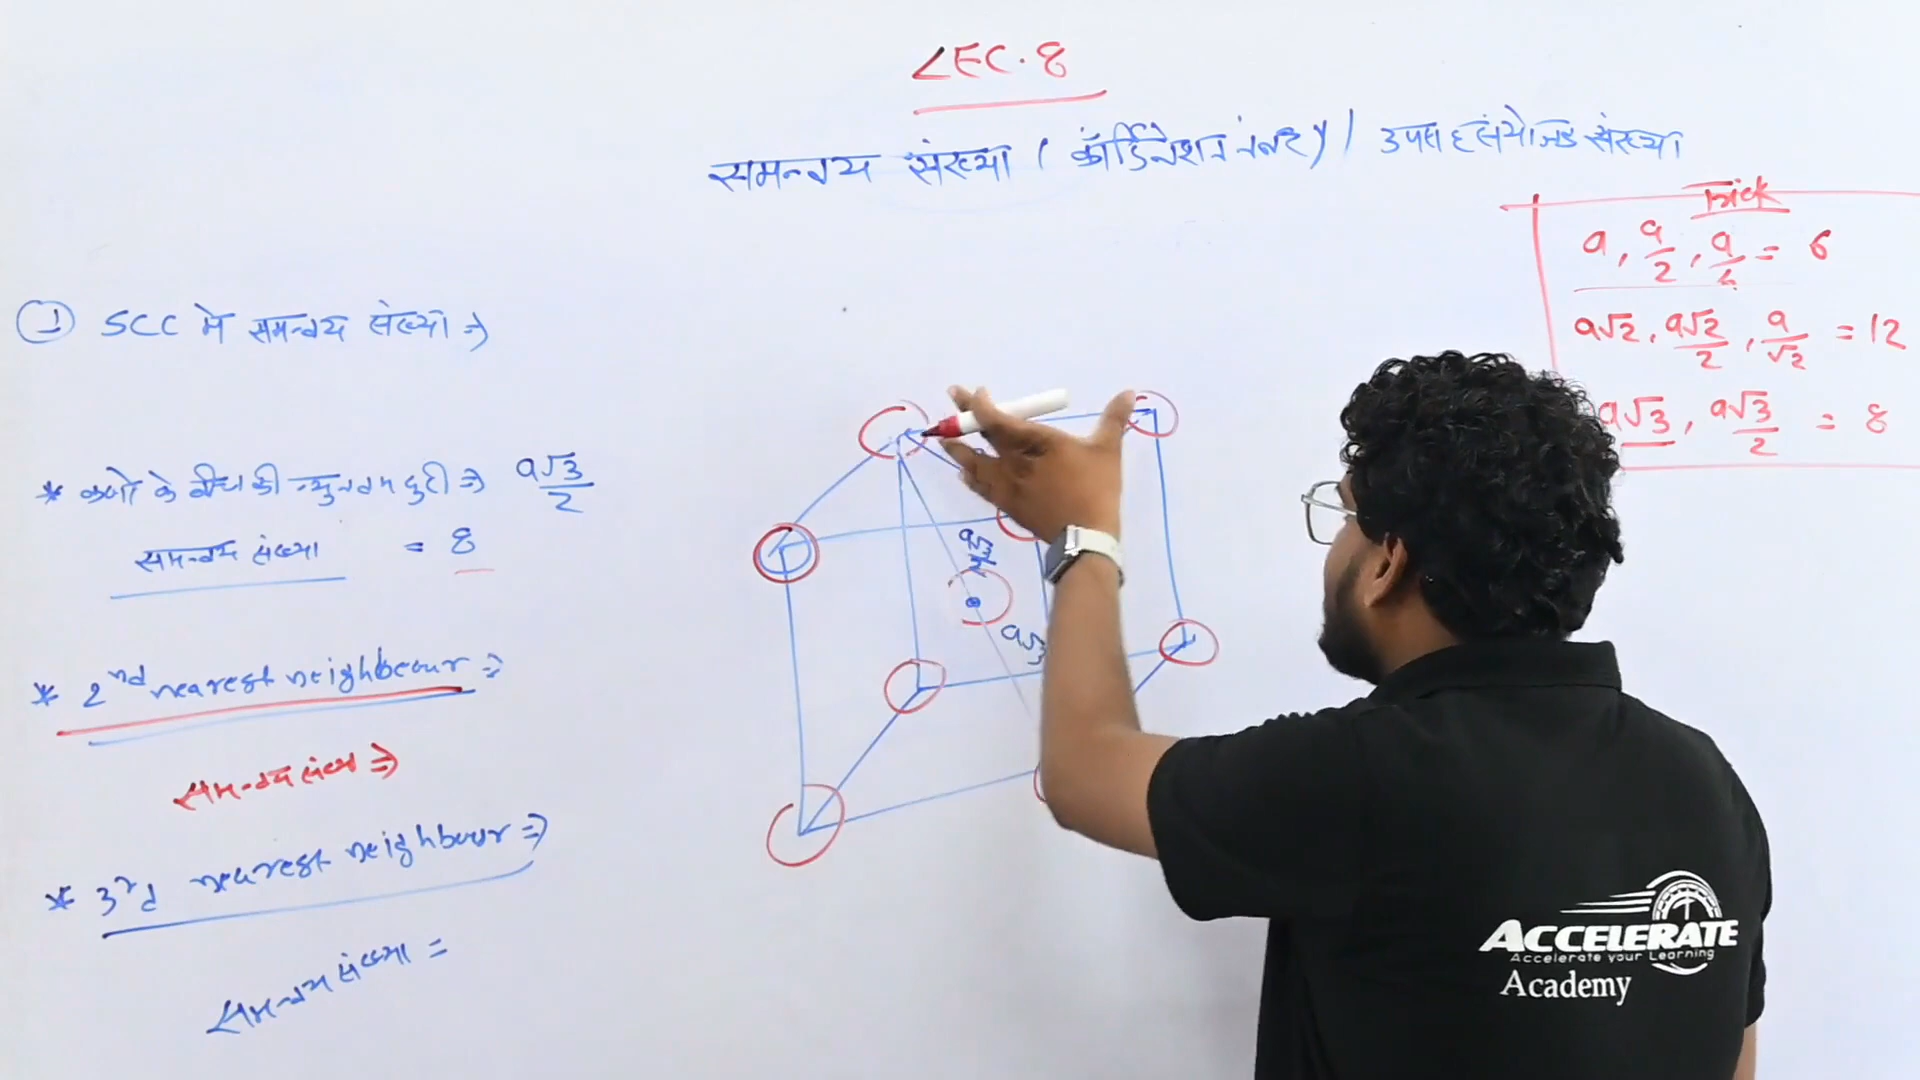 LEC. 8
समन्वय संख्या ( कॉर्डिनेशन नंबर ) / उपसहसंयोजक संख्या
Trick
a, a/2, a/4 = 6
a√2, a√2/2, a/√2 = 12
a√3, a√3/2 = 8
① SCC में समन्वय संख्या ⇒
* कणों के बीच की न्युनतम दुरी ⇒ a√3/2
समन्वय संख्या = 8
* 2nd nearest neighbour ⇒
समन्वय संख्या ⇒
* 3rd nearest neighbour ⇒
समन्वय संख्या =
a√3
ACCELERATE
Accelerate your Learning
Academy